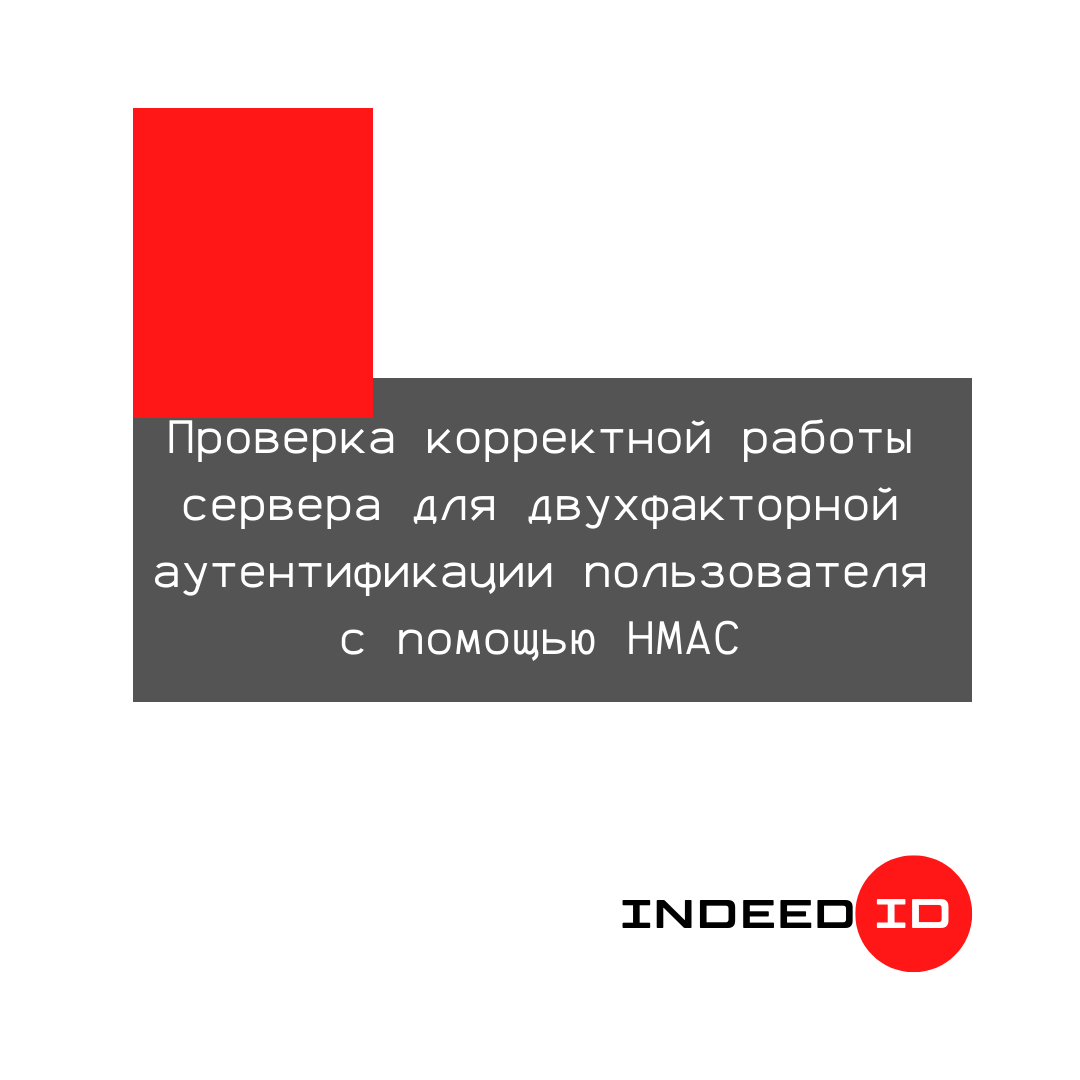 Проверка корректной работы
сервера для двухфакторной
аутентификации пользователя
с помощью HMAC
INDEED ID